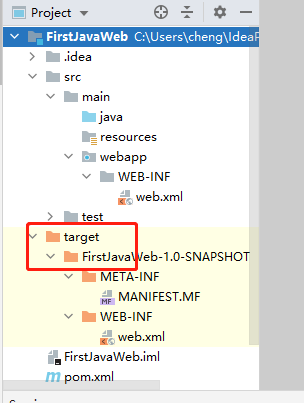 Project
FirstJavaWeb C:\Users\cheng\IdeaP
.idea
src
main
java
resources
webapp
WEB-INF
web.xml
test
target
FirstJavaWeb-1.0-SNAPSHOT
META-INF
MANIFEST.MF
WEB-INF
web.xml
FirstJavaWeb.iml
pom.xml